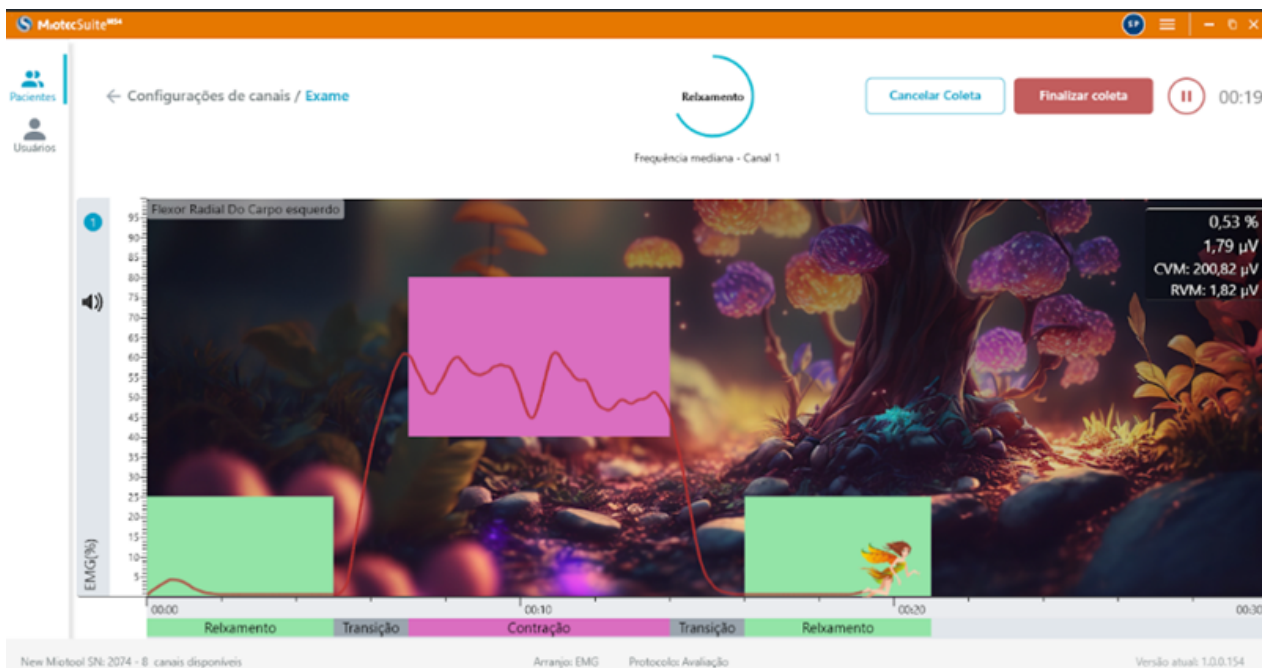 MIOTECSuite
SP
Pacientes
Usuários
← Configurações de canais / Exame
Relxamento
Frequência mediana - Canal 1
Cancelar Coleta
Finalizar coleta
00:19
1
EMG(%)
Flexor Radial Do Carpo esquerdo
95
90
85
80
75
70
65
60
55
50
45
40
35
30
25
20
15
10
5
0,53 %
1,79 µV
CVM: 200,82 µV
RVM: 1,82 µV
00:00 00:10 00:20 00:30
Relxamento Transição Contração Transição Relxamento
New Miotool SN: 2074 - 8 canais disponíveis Arranjo: EMG Protocolo: Avaliação Versão atual: 1.0.0.154